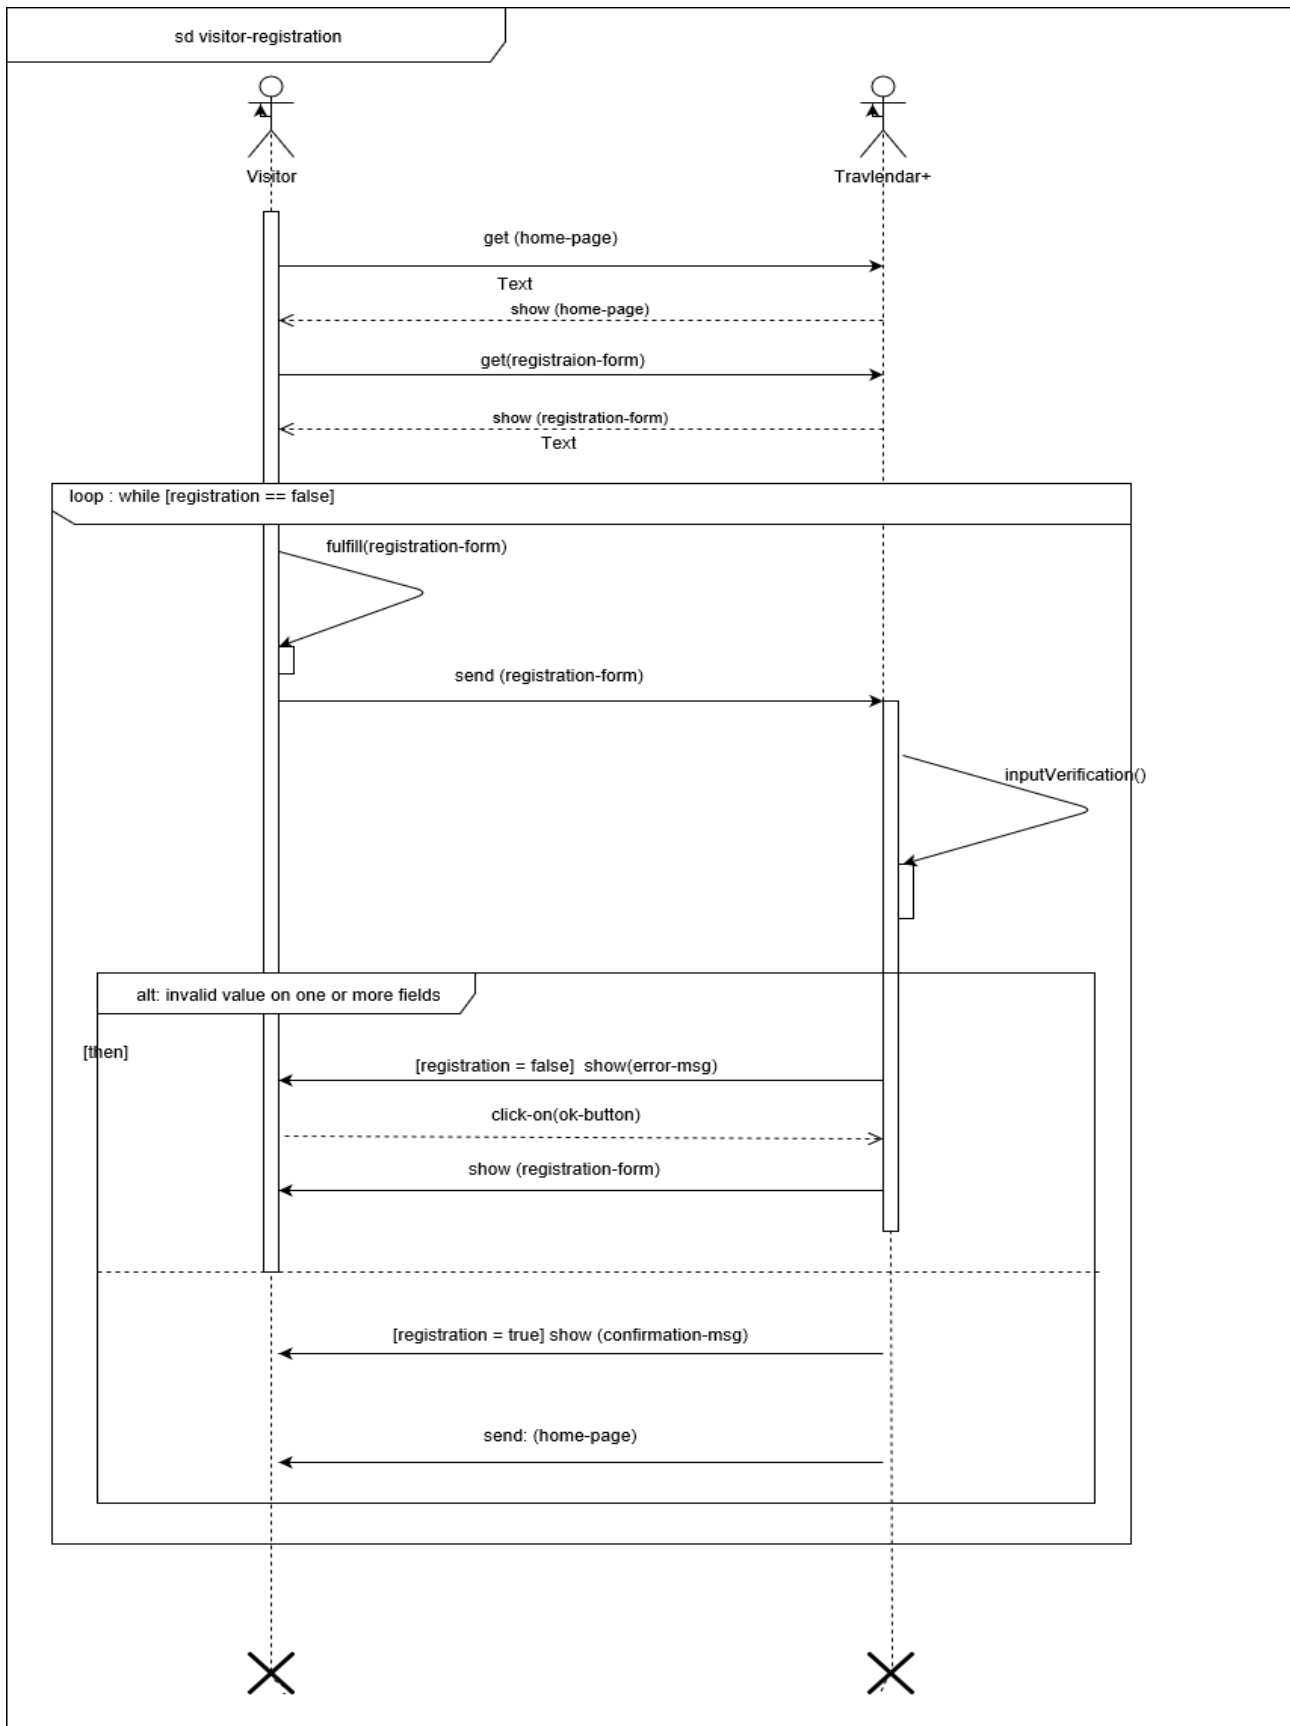 sd visitor-registration
Visitor
Travlendar+
get (home-page)
Text
show (home-page)
get(registraion-form)
show (registration-form)
Text
loop : while [registration == false]
fulfill(registration-form)
send (registration-form)
inputVerification()
alt: invalid value on one or more fields
[then]
[registration = false]  show(error-msg)
click-on(ok-button)
show (registration-form)
[registration = true] show (confirmation-msg)
send: (home-page)